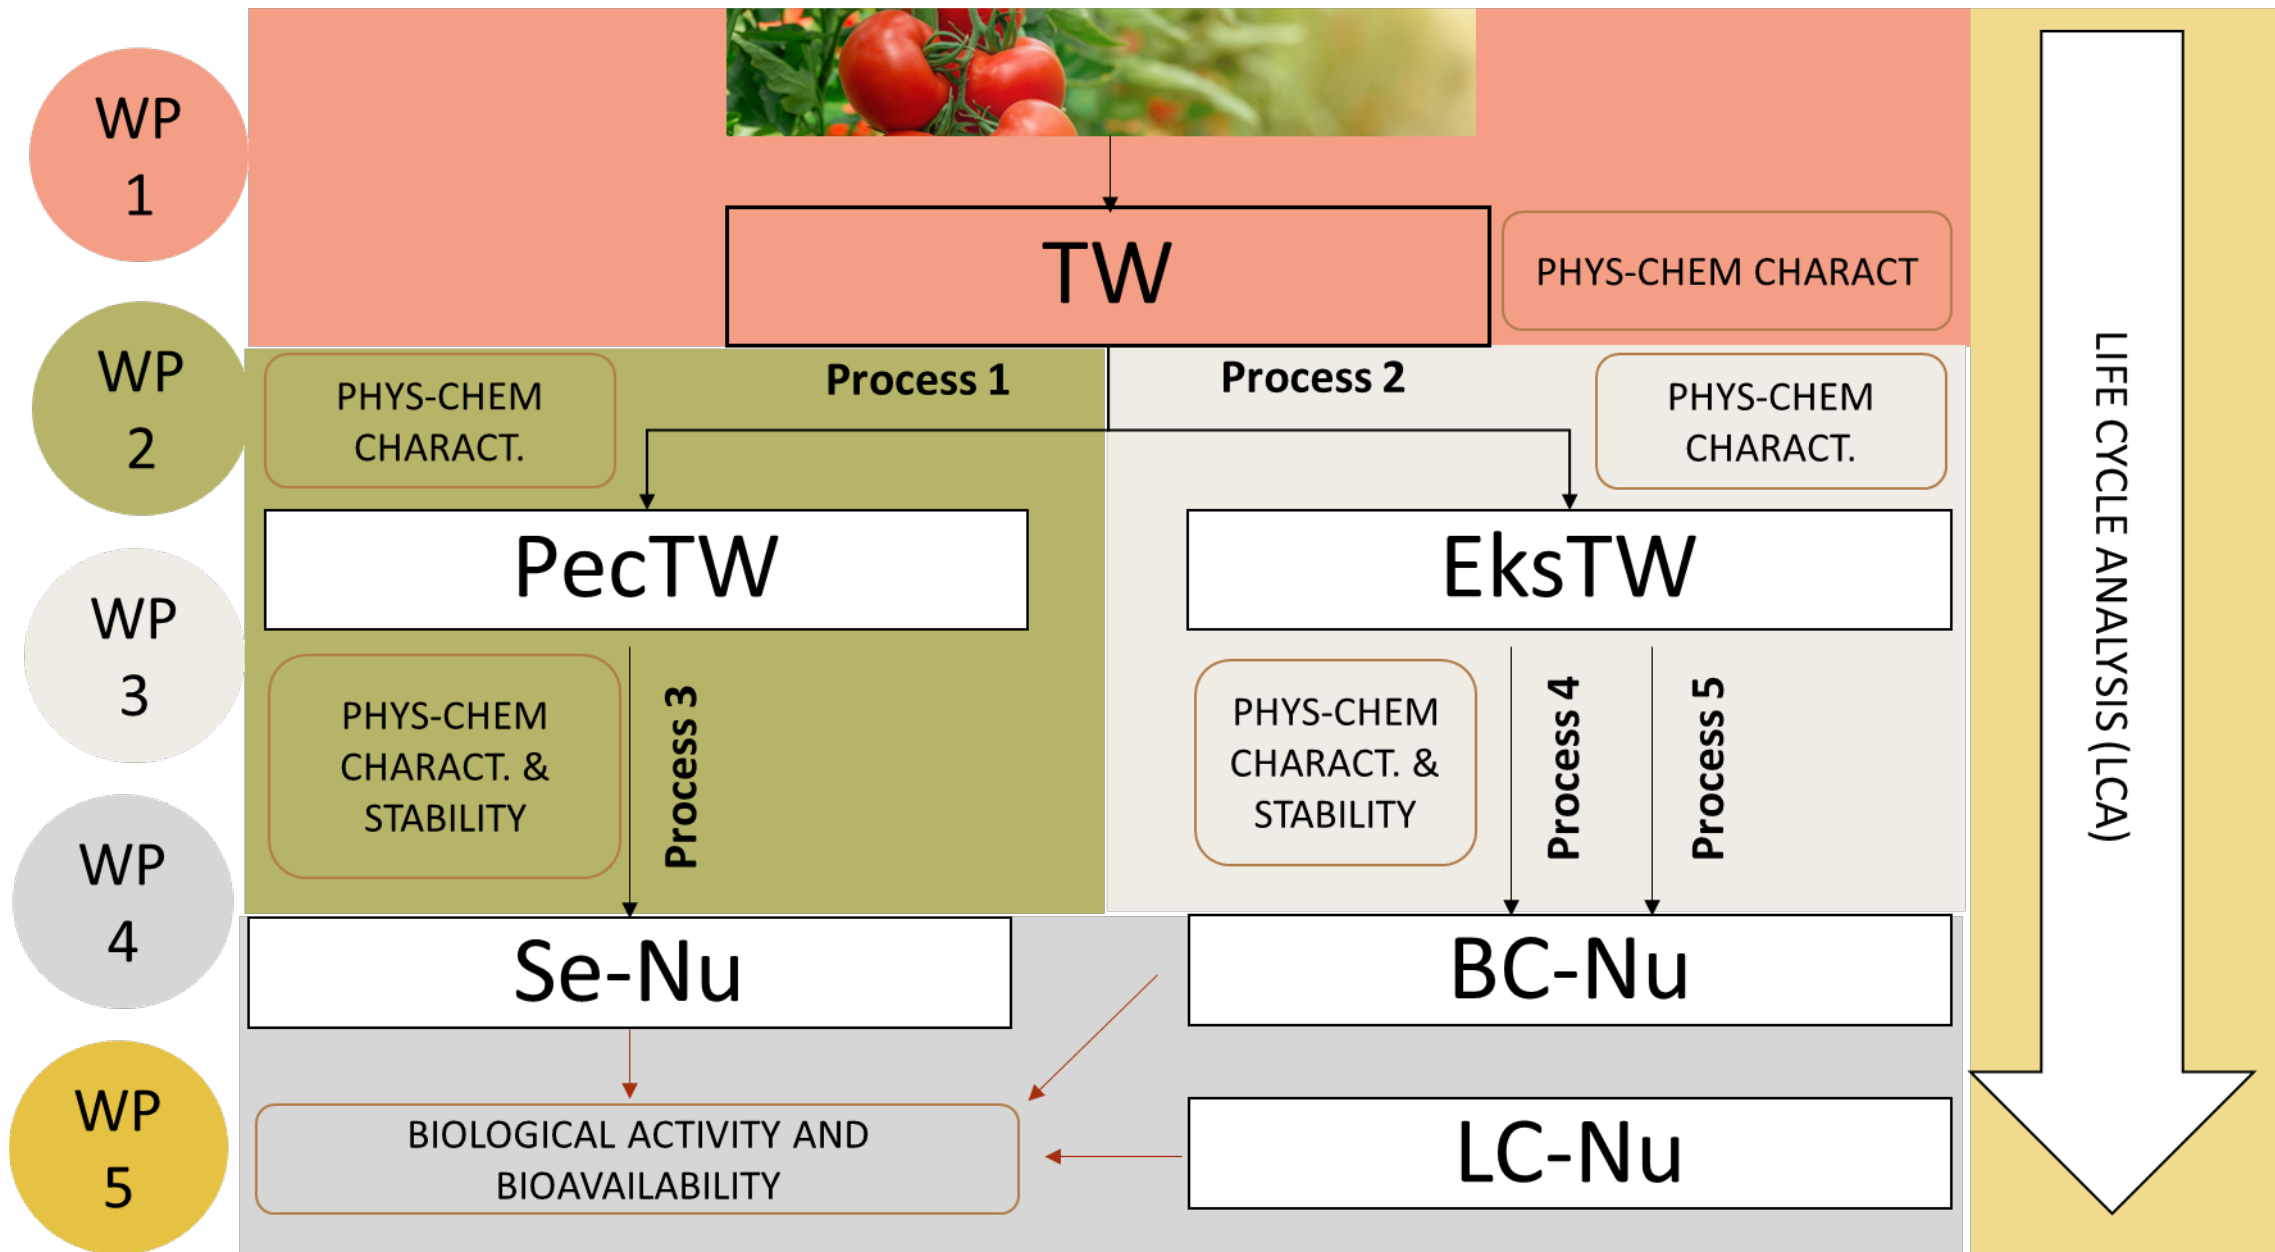 WP
1
TW
PHYS-CHEM CHARACT
WP
2
PHYS-CHEM
CHARACT.
Process 1
Process 2
PHYS-CHEM
CHARACT.
PecTW
EksTW
WP
3
PHYS-CHEM
CHARACT. &
STABILITY
Process 3
PHYS-CHEM
CHARACT. &
STABILITY
Process 4
Process 5
WP
4
Se-Nu
BC-Nu
WP
5
BIOLOGICAL ACTIVITY AND
BIOAVAILABILITY
LC-Nu
LIFE CYCLE ANALYSIS (LCA)